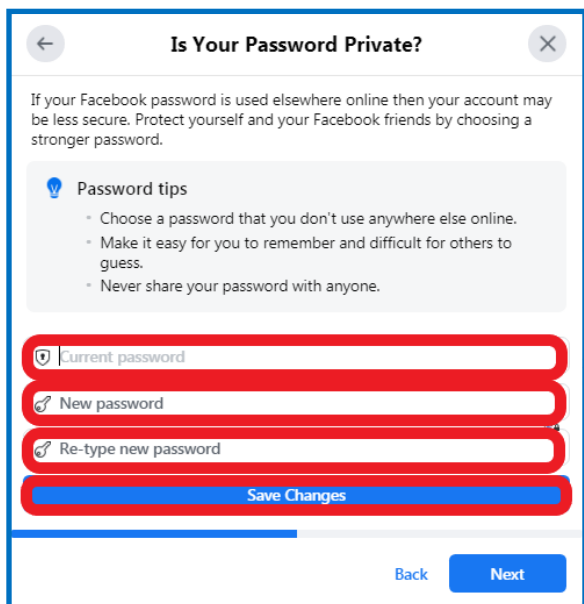 Is Your Password Private?
If your Facebook password is used elsewhere online then your account may
be less secure. Protect yourself and your Facebook friends by choosing a
stronger password.
Password tips
Choose a password that you don't use anywhere else online.
Make it easy for you to remember and difficult for others to
guess.
Never share your password with anyone.
Current password
New password
Re-type new password
Save Changes
Back Next